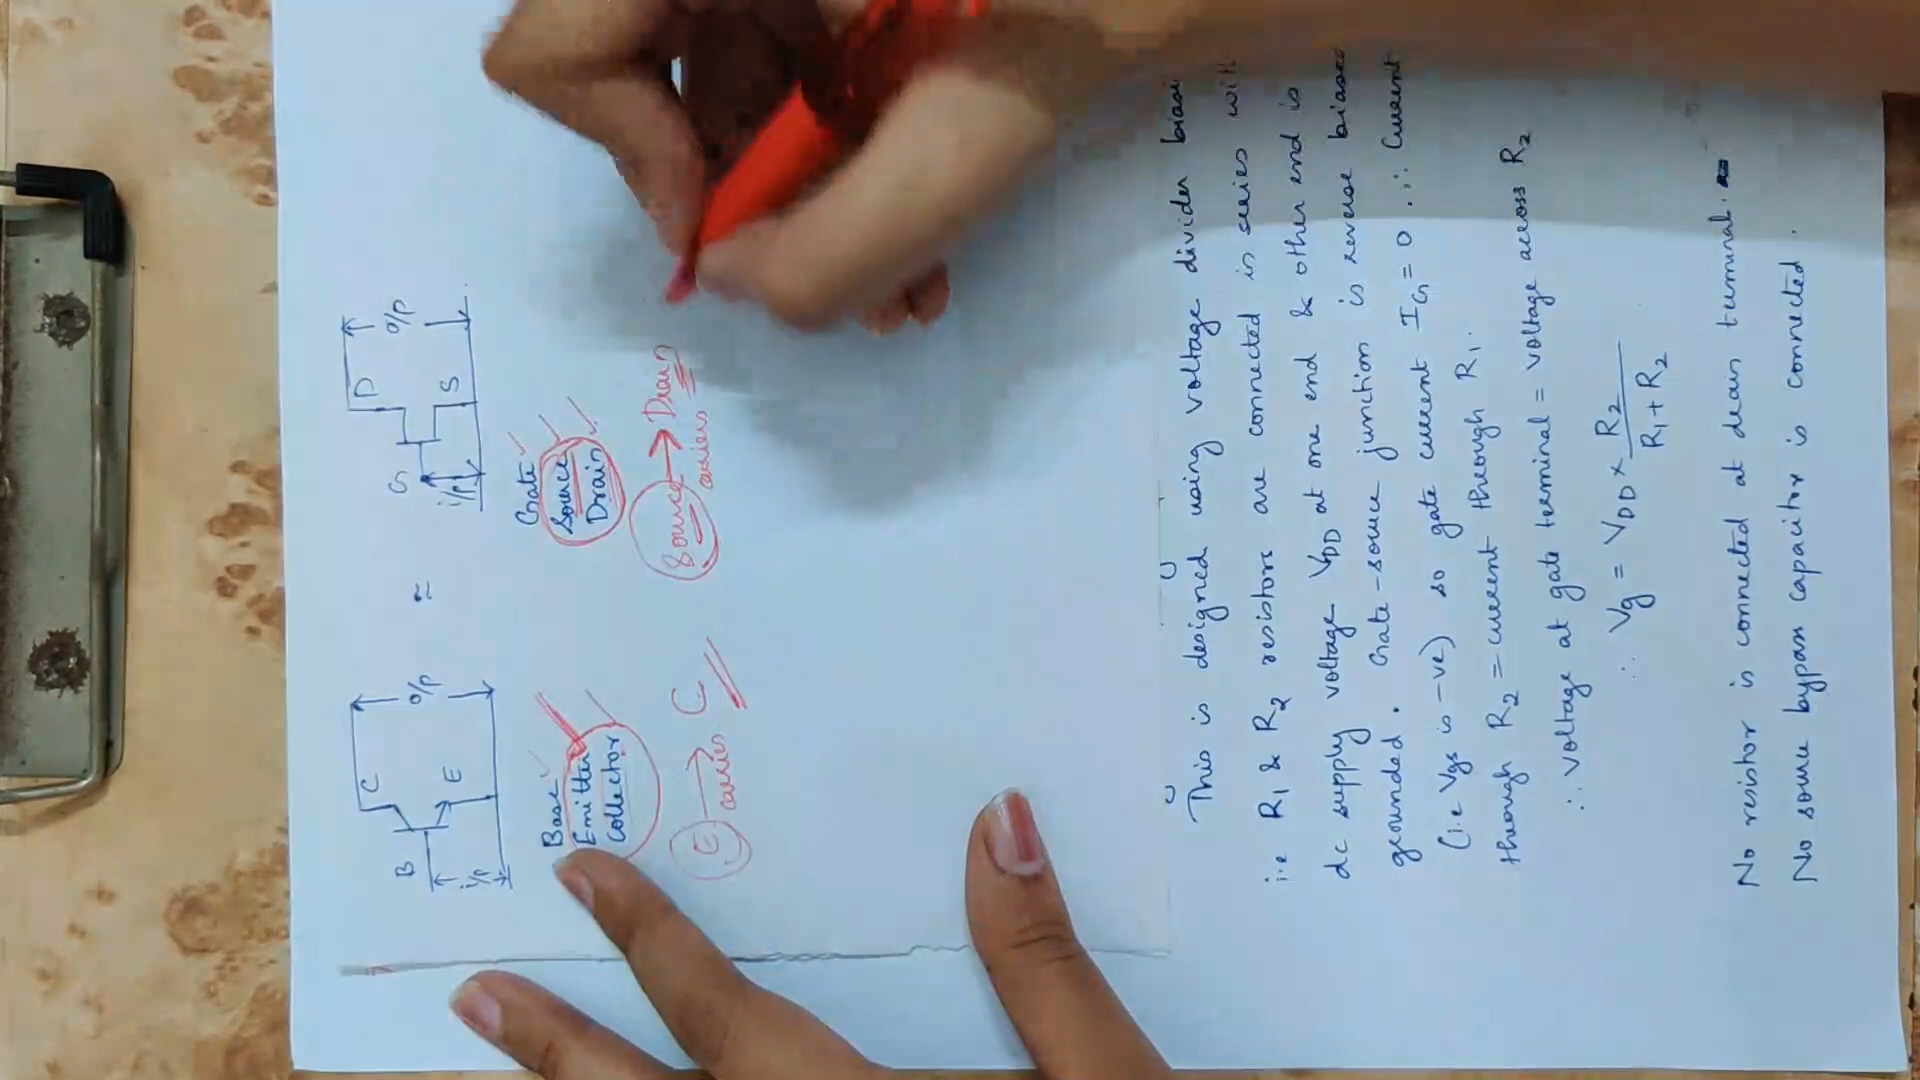 B C E i/p o/p
≈
G D S i/p o/p
Base
Emitter
Collector
Gate
Source
Drain
E → C
carries
Source → Drain
carriers
This is designed using voltage divider
i.e R1 & R2 resistors are connected in series with
dc supply voltage VDD at one end & other end is
grounded. Gate-source junction is reverse biased
(i.e Vgs is -ve) so gate current IG = 0 . ∴ Current
through R2 = current through R1.
∴ voltage at gate terminal = voltage across R2
∴ Vg = VDD × R2 / R1 + R2
No resistor is connected at drain terminal.
No source bypass capacitor is connected.